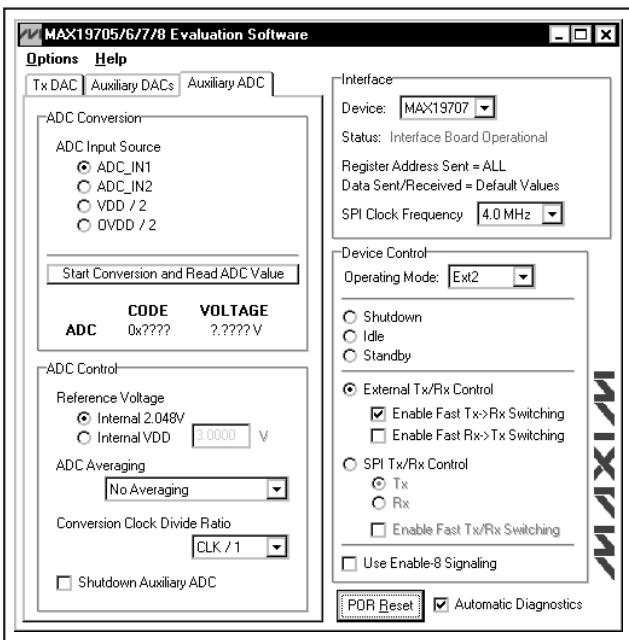 MAX19705/6/7/8 Evaluation Software
Options Help
Tx DAC Auxiliary DACs Auxiliary ADC
ADC Conversion
ADC Input Source
ADC_IN1
ADC_IN2
VDD / 2
OVDD / 2
Start Conversion and Read ADC Value
CODE VOLTAGE
ADC 0x???? ?.???? V
ADC Control
Reference Voltage
Internal 2.048V
Internal VDD 3.0000 V
ADC Averaging
No Averaging
Conversion Clock Divide Ratio
CLK / 1
Shutdown Auxiliary ADC
Interface
Device: MAX19707
Status: Interface Board Operational
Register Address Sent = ALL
Data Sent/Received = Default Values
SPI Clock Frequency 4.0 MHz
Device Control
Operating Mode: Ext2
Shutdown
Idle
Standby
External Tx/Rx Control
Enable Fast Tx->Rx Switching
Enable Fast Rx->Tx Switching
SPI Tx/Rx Control
Tx
Rx
Enable Fast Tx/Rx Switching
Use Enable-8 Signaling
POR Reset Automatic Diagnostics
MAXIM